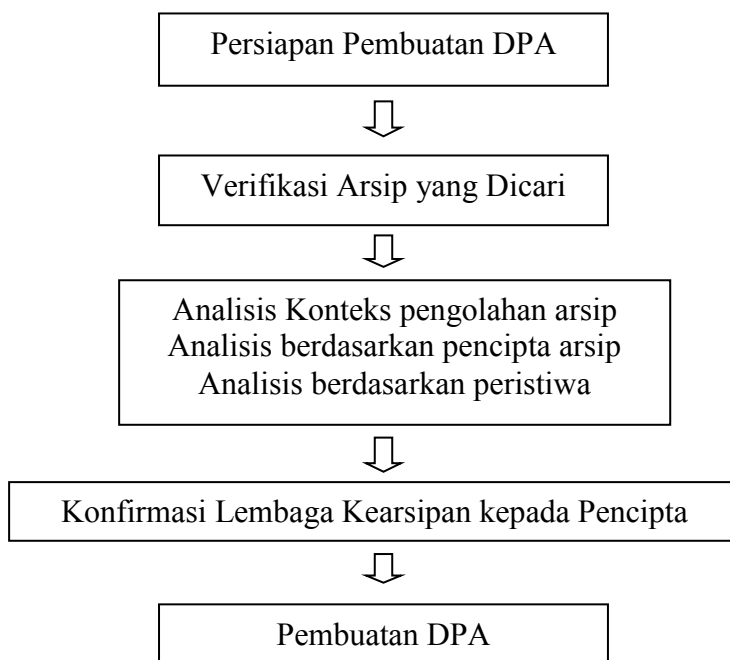 Persiapan Pembuatan DPA
Verifikasi Arsip yang Dicari
Analisis Konteks pengolahan arsip
Analisis berdasarkan pencipta arsip
Analisis berdasarkan peristiwa
Konfirmasi Lembaga Kearsipan kepada Pencipta
Pembuatan DPA